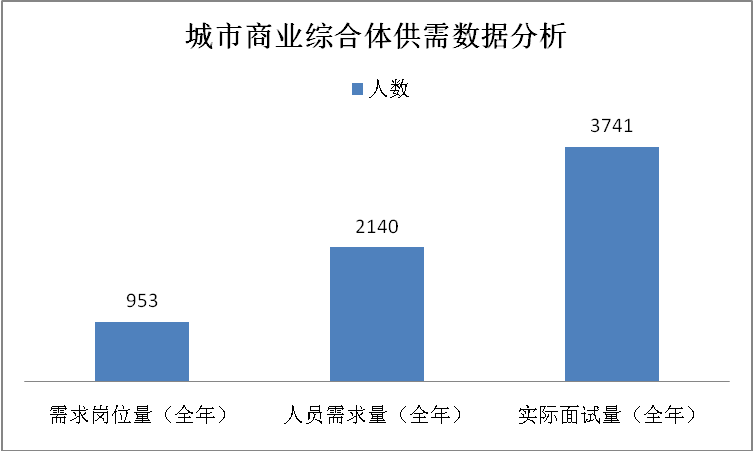 城市商业综合体供需数据分析
人数
3741
2140
953
需求岗位量（全年）
人员需求量（全年）
实际面试量（全年）